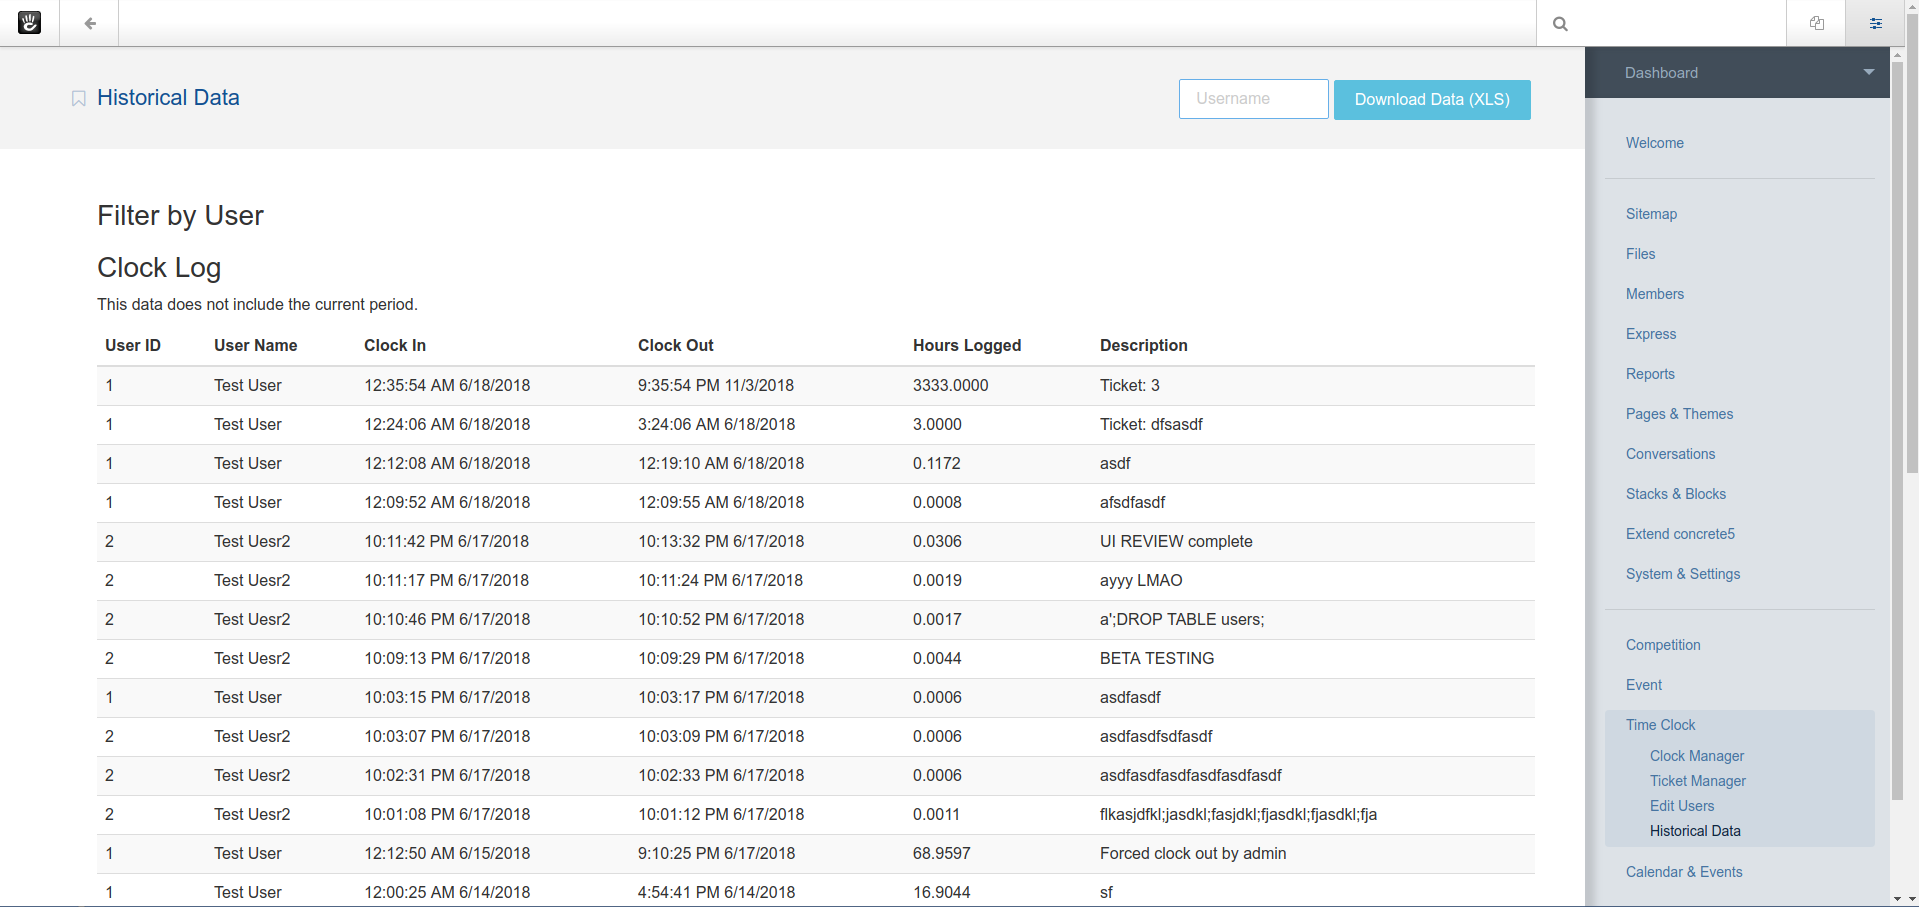 Historical Data
Username
Download Data (XLS)
Filter by User
Clock Log
This data does not include the current period.
User ID User Name Clock In Clock Out Hours Logged Description
1 Test User 12:35:54 AM 6/18/2018 9:35:54 PM 11/3/2018 3333.0000 Ticket: 3
1 Test User 12:24:06 AM 6/18/2018 3:24:06 AM 6/18/2018 3.0000 Ticket: dfsasdf
1 Test User 12:12:08 AM 6/18/2018 12:19:10 AM 6/18/2018 0.1172 asdf
1 Test User 12:09:52 AM 6/18/2018 12:09:55 AM 6/18/2018 0.0008 afsdfasdf
2 Test Uesr2 10:11:42 PM 6/17/2018 10:13:32 PM 6/17/2018 0.0306 UI REVIEW complete
2 Test Uesr2 10:11:17 PM 6/17/2018 10:11:24 PM 6/17/2018 0.0019 ayyy LMAO
2 Test Uesr2 10:10:46 PM 6/17/2018 10:10:52 PM 6/17/2018 0.0017 a';DROP TABLE users;
2 Test Uesr2 10:09:13 PM 6/17/2018 10:09:29 PM 6/17/2018 0.0044 BETA TESTING
1 Test User 10:03:15 PM 6/17/2018 10:03:17 PM 6/17/2018 0.0006 asdfasdf
2 Test Uesr2 10:03:07 PM 6/17/2018 10:03:09 PM 6/17/2018 0.0006 asdfasdfsdfasdf
2 Test Uesr2 10:02:31 PM 6/17/2018 10:02:33 PM 6/17/2018 0.0006 asdfasdfasdfasdfasdfasdf
2 Test Uesr2 10:01:08 PM 6/17/2018 10:01:12 PM 6/17/2018 0.0011 flkasjdfkl;jasdkl;fasjdkl;fjasdkl;fjasdkl;fja
1 Test User 12:12:50 AM 6/15/2018 9:10:25 PM 6/17/2018 68.9597 Forced clock out by admin
1 Test User 12:00:25 AM 6/14/2018 4:54:41 PM 6/14/2018 16.9044 sf
Dashboard
Welcome
Sitemap
Files
Members
Express
Reports
Pages & Themes
Conversations
Stacks & Blocks
Extend concrete5
System & Settings
Competition
Event
Time Clock
Clock Manager
Ticket Manager
Edit Users
Historical Data
Calendar & Events